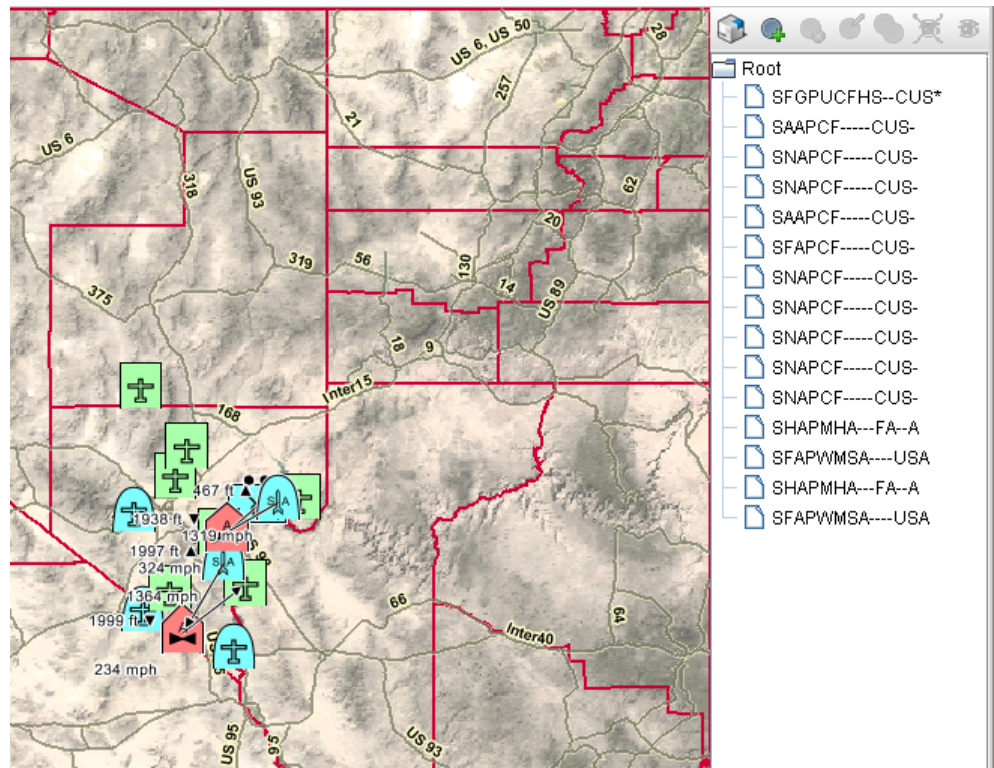 US 6, US 50
28
257
21
US 6
318
US 93
62
20
319
56
130
14
US 89
375
18
9
Inter15
168
467 ft
S A
A
1938 ft
1319 mph
1997 ft
S A
324 mph
1364 mph
1999 ft
66
64
Inter40
234 mph
US 95
US 93
Root
SFGPUCFHS--CUS*
SAAPCF-----CUS-
SNAPCF-----CUS-
SNAPCF-----CUS-
SAAPCF-----CUS-
SFAPCF-----CUS-
SNAPCF-----CUS-
SNAPCF-----CUS-
SNAPCF-----CUS-
SNAPCF-----CUS-
SNAPCF-----CUS-
SHAPMHA---FA--A
SFAPWMSA----USA
SHAPMHA---FA--A
SFAPWMSA----USA